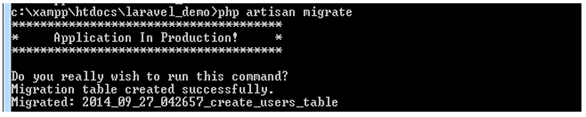 c:\xampp\htdocs\laravel_demo>php artisan migrate
**************************************
*     Application In Production!     *
**************************************
Do you really wish to run this command?
Migration table created successfully.
Migrated: 2014_09_27_042657_create_users_table